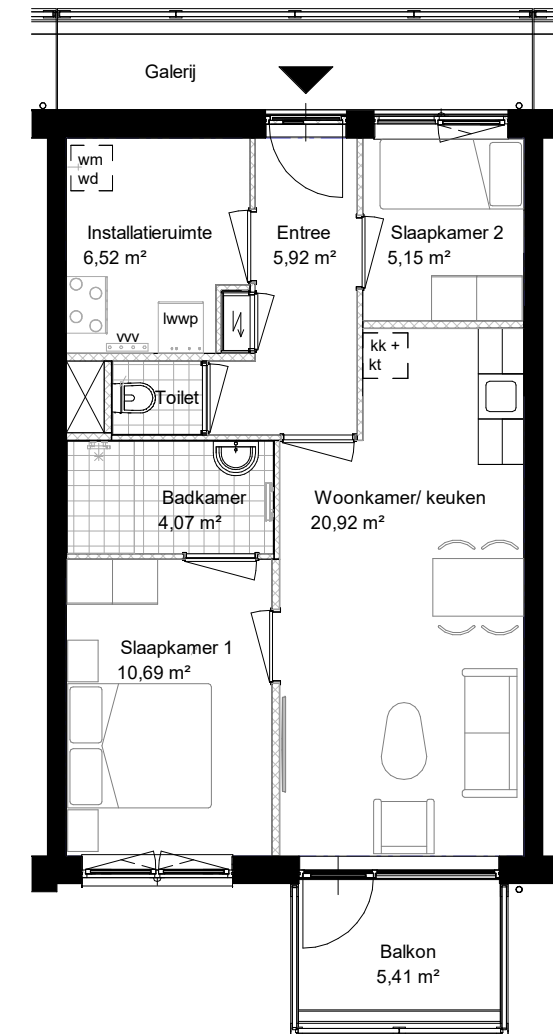 Galerij
wm
wd
Installatieruimte
6,52 m²
Entree
5,92 m²
Slaapkamer 2
5,15 m²
lwwp
vvv
kk +
kt
Toilet
Badkamer
4,07 m²
Woonkamer/ keuken
20,92 m²
Slaapkamer 1
10,69 m²
Balkon
5,41 m²